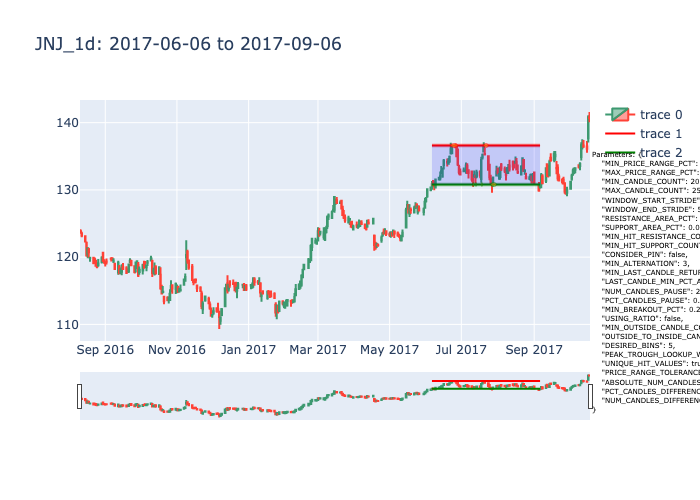 JNJ_1d: 2017-06-06 to 2017-09-06
140
130
120
110
Sep 2016
Nov 2016
Jan 2017
Mar 2017
May 2017
Jul 2017
Sep 2017
trace 0
trace 1
trace 2
Parameters: {
"MIN_PRICE_RANGE_PCT":
"MAX_PRICE_RANGE_PCT":
"MIN_CANDLE_COUNT": 20
"MAX_CANDLE_COUNT": 25
"WINDOW_START_STRIDE"
"WINDOW_END_STRIDE": 5
"RESISTANCE_AREA_PCT":
"SUPPORT_AREA_PCT": 0.0
"MIN_HIT_RESISTANCE_CO
"MIN_HIT_SUPPORT_COUN
"CONSIDER_PIN": false,
"MIN_ALTERNATION": 3,
"MIN_LAST_CANDLE_RETUR
"LAST_CANDLE_MIN_PCT_A
"NUM_CANDLES_PAUSE": 2
"PCT_CANDLES_PAUSE": 0.
"MIN_BREAKOUT_PCT": 0.2
"USING_RATIO": false,
"MIN_OUTSIDE_CANDLE_C
"OUTSIDE_TO_INSIDE_CAN
"DESIRED_BINS": 5,
"PEAK_TROUGH_LOOKUP_W
"UNIQUE_HIT_VALUES": tru
"PRICE_RANGE_TOLERANC
"ABSOLUTE_NUM_CANDLES
"PCT_CANDLES_DIFFERENC
"NUM_CANDLES_DIFFEREN
}